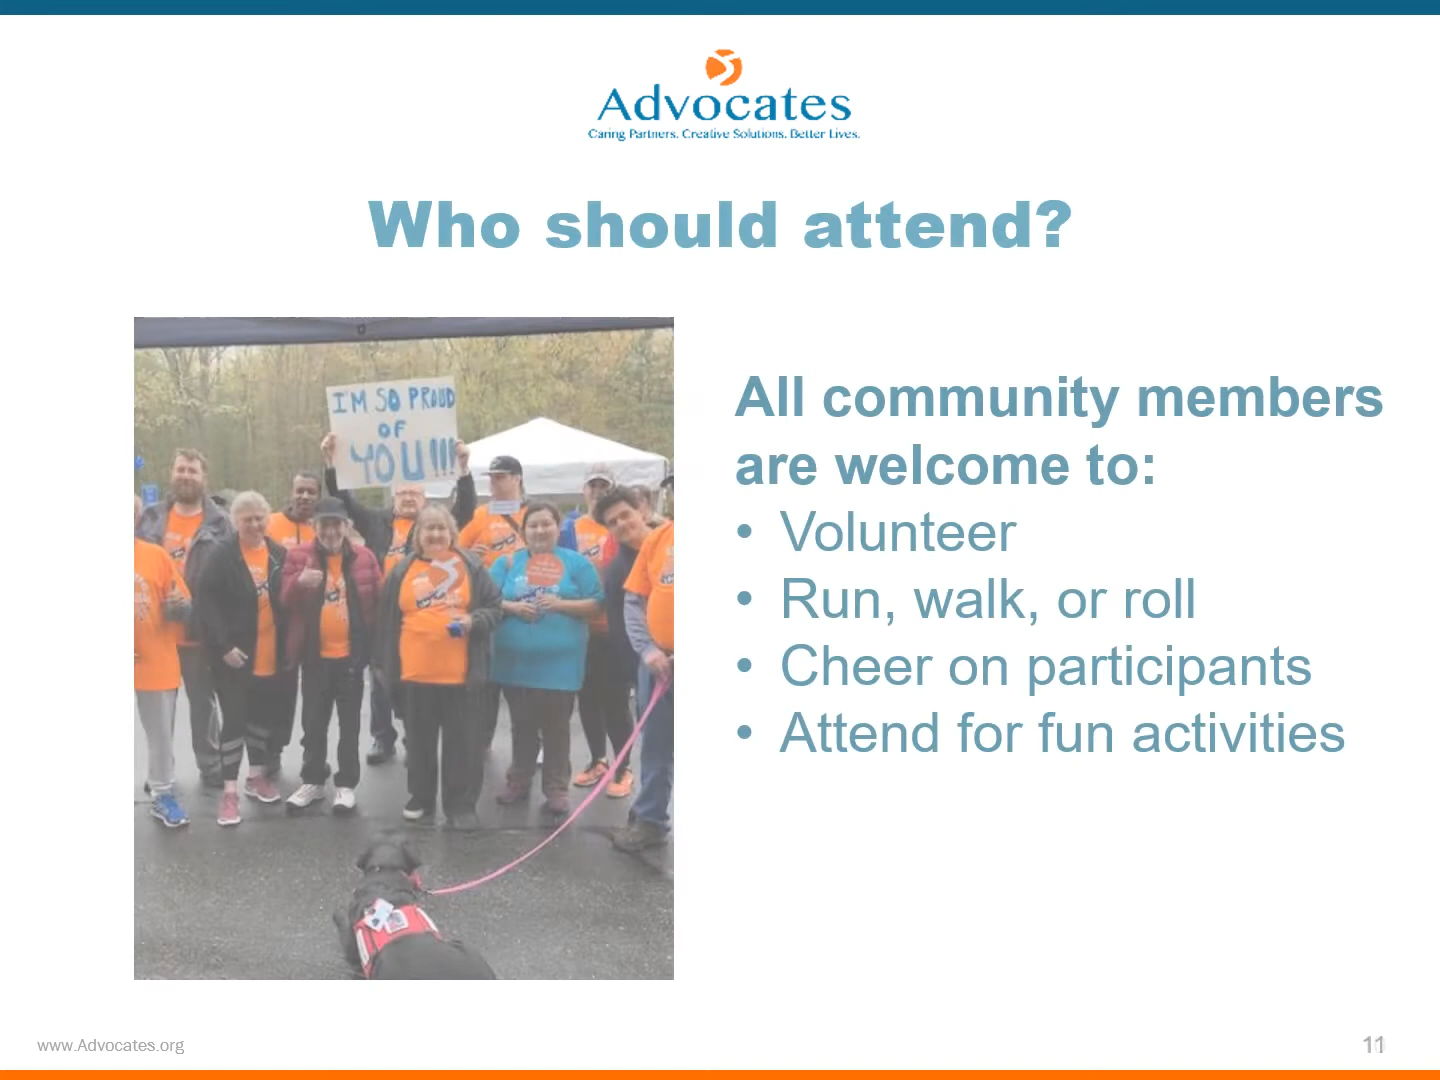 Advocates
Caring Partners. Creative Solutions. Better Lives.
Who should attend?
I'M SO PROUD
OF
YOU!!!
All community members
are welcome to:
• Volunteer
• Run, walk, or roll
• Cheer on participants
• Attend for fun activities
www.Advocates.org
11